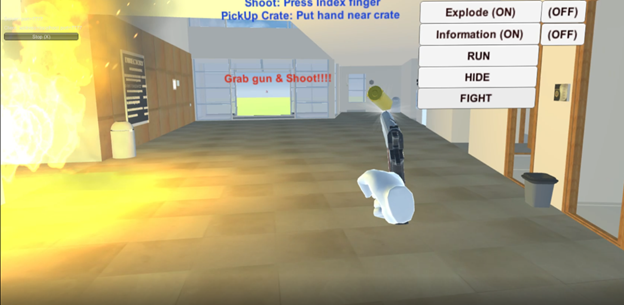 Shoot: Press Index finger
PickUp Crate: Put hand near crate
Explode (ON) (OFF)
Information (ON) (OFF)
RUN
HIDE
FIGHT
Grab gun & Shoot!!!!